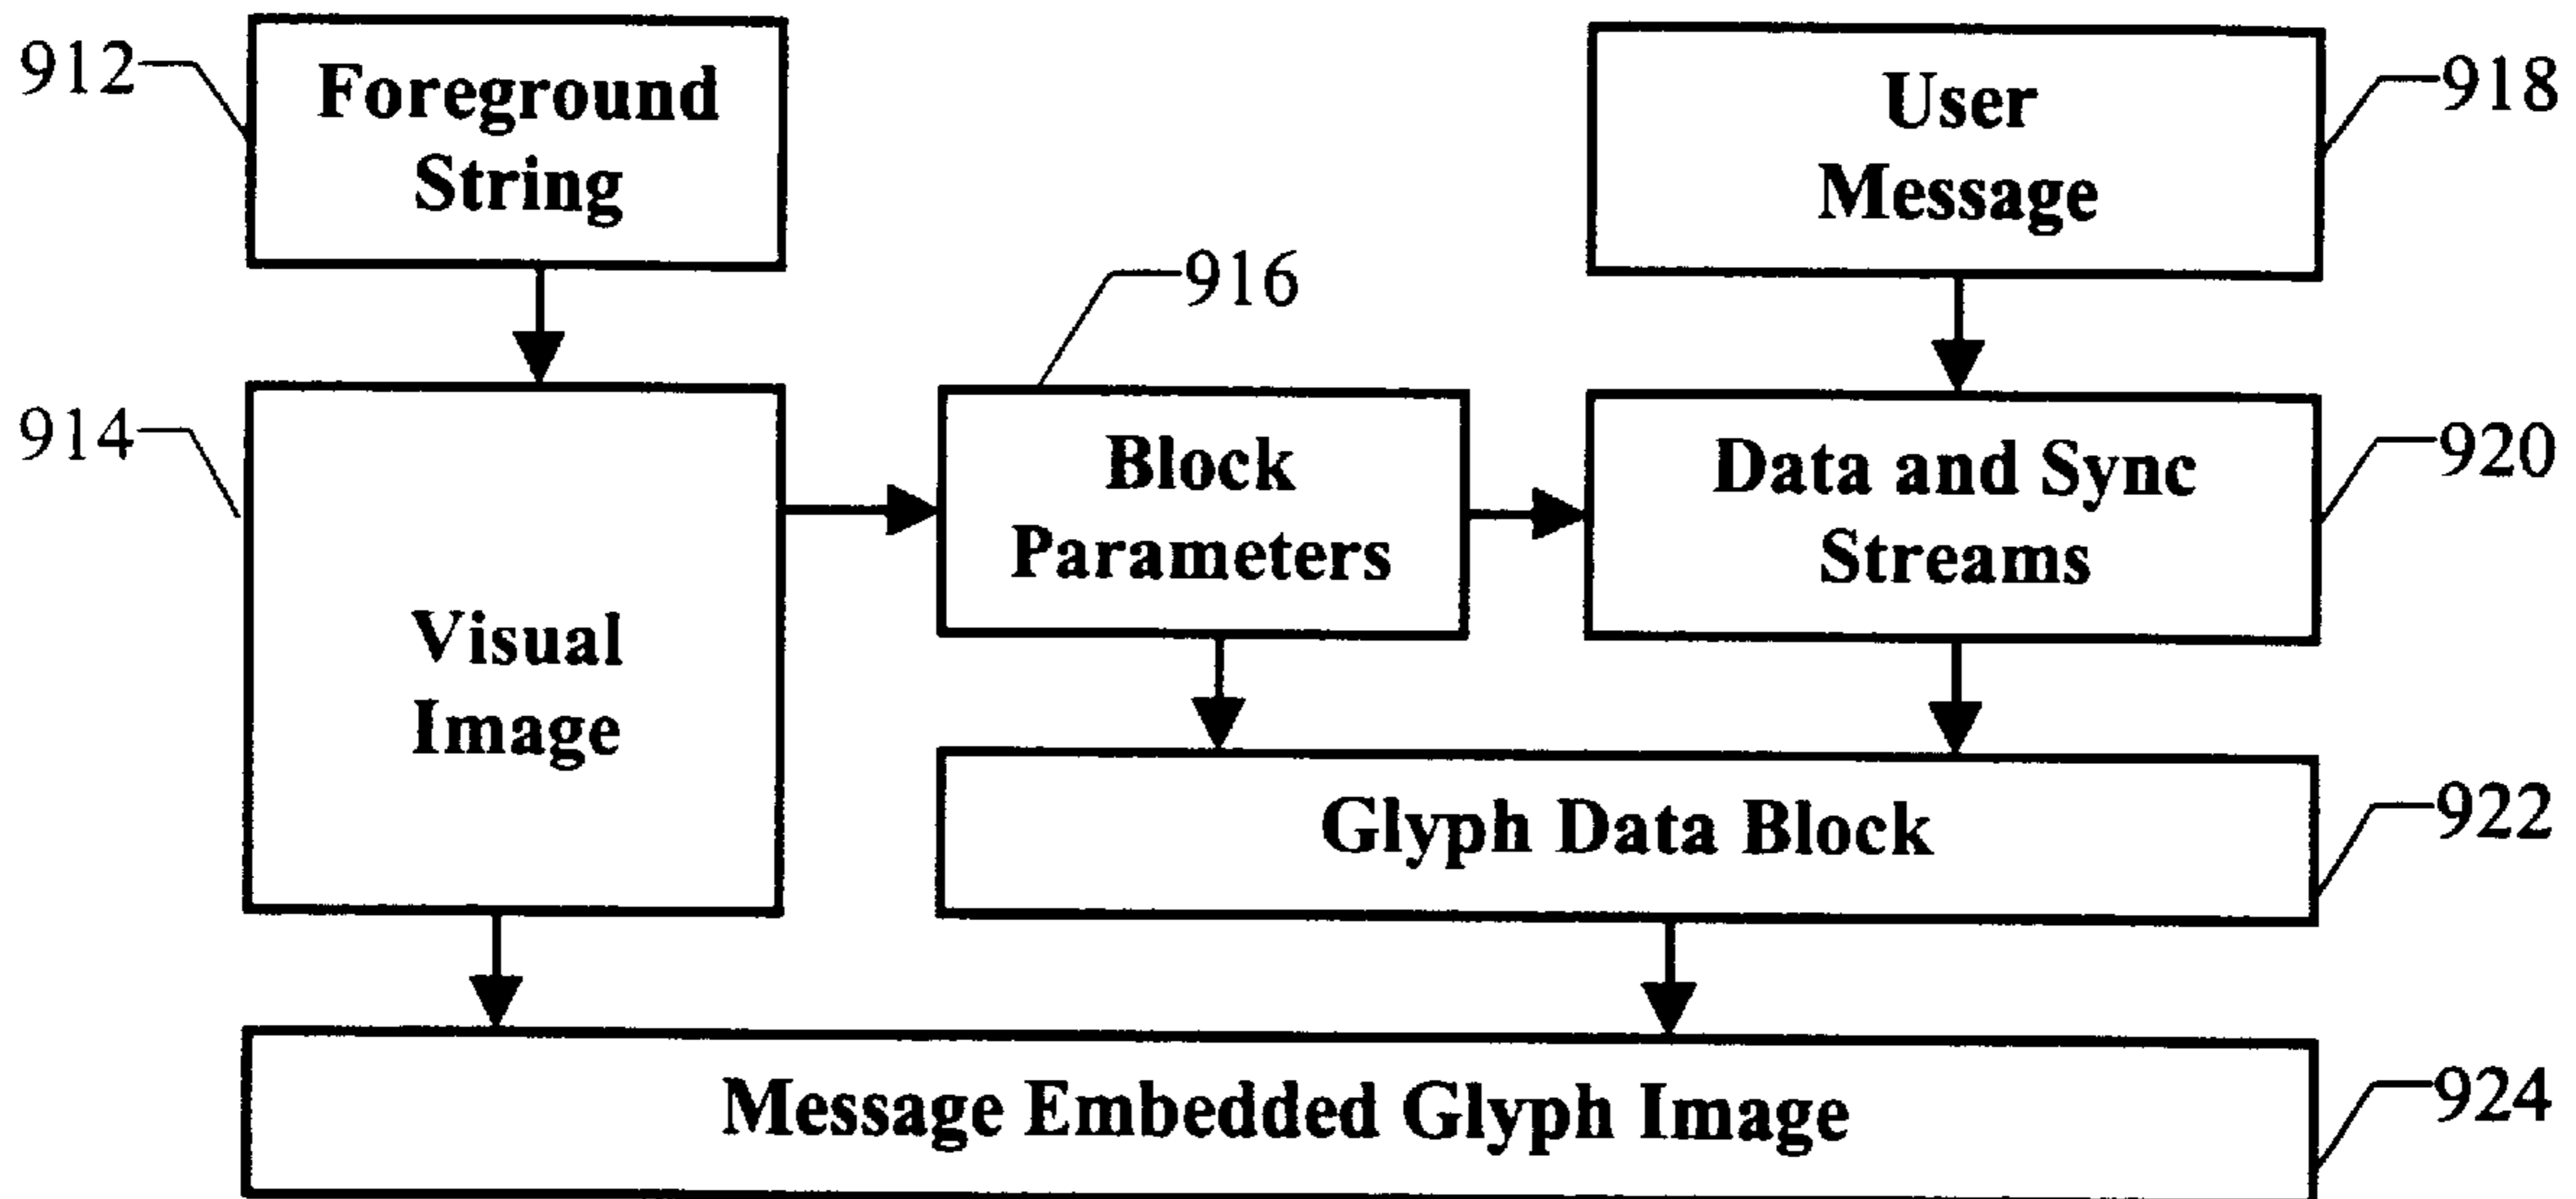 912
Foreground
String
User
Message
918
916
914
Visual
Image
Block
Parameters
Data and Sync
Streams
920
Glyph Data Block
922
Message Embedded Glyph Image
924